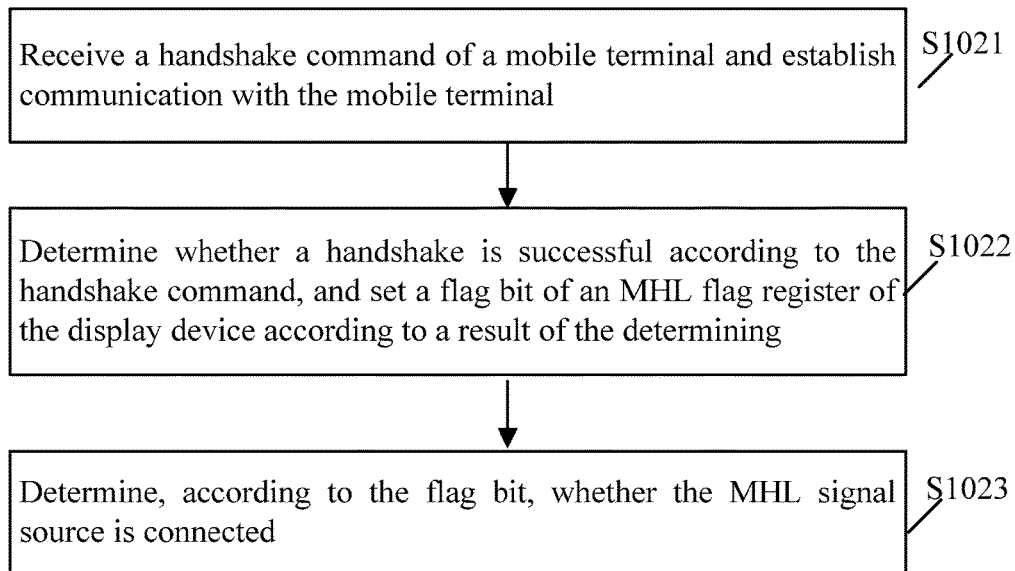 Receive a handshake command of a mobile terminal and establish
communication with the mobile terminal
S1021
Determine whether a handshake is successful according to the
handshake command, and set a flag bit of an MHL flag register of
the display device according to a result of the determining
S1022
Determine, according to the flag bit, whether the MHL signal
source is connected
S1023